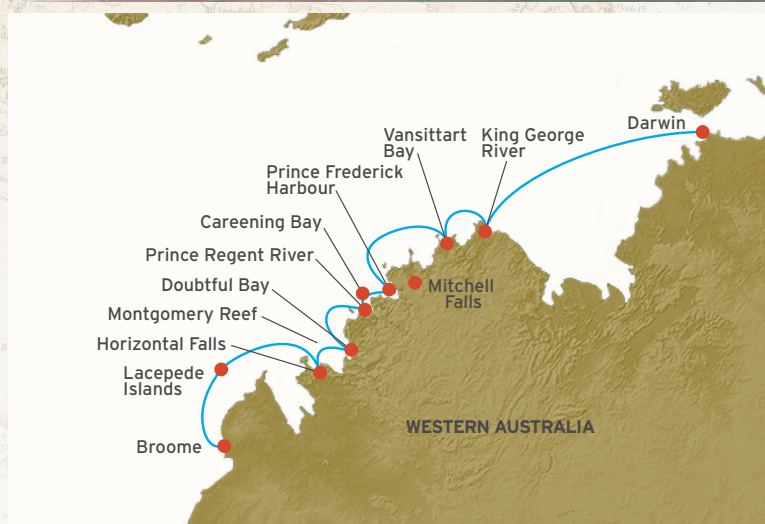 Darwin
Vansittart
Bay
King George
River
Prince Frederick
Harbour
Careening Bay
Prince Regent River
Doubtful Bay
Mitchell
Falls
Montgomery Reef
Horizontal Falls
Lacepede
Islands
WESTERN AUSTRALIA
Broome